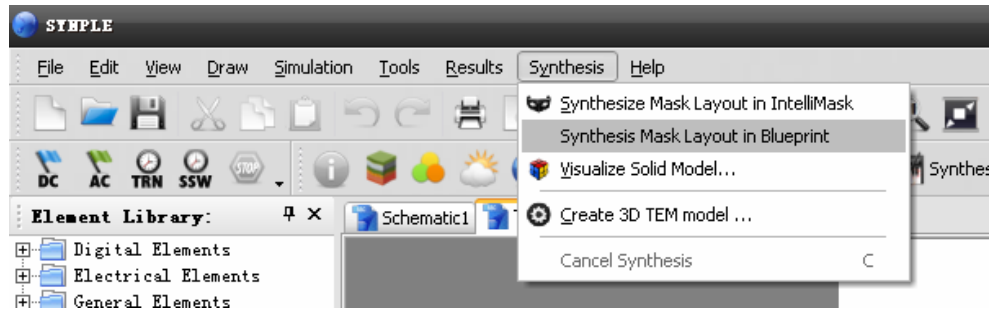 SYNPLE
File Edit View Draw Simulation Tools Results Synthesis Help
Synthesize Mask Layout in IntelliMask
Synthesis Mask Layout in Blueprint
Visualize Solid Model...
Create 3D TEM model ...
Cancel Synthesis C
DC AC TRN SSW STOP
Synthes
Element Library:
Schematic1
Digital Elements
Electrical Elements
General Elements